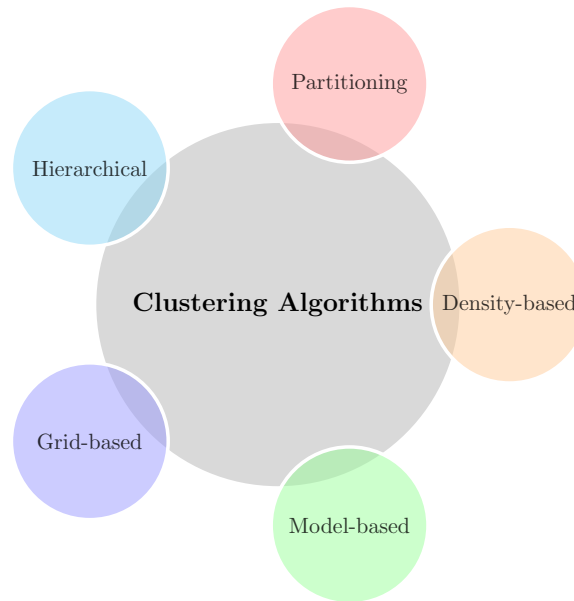 Partitioning
Hierarchical
Clustering Algorithms
Density-based
Grid-based
Model-based